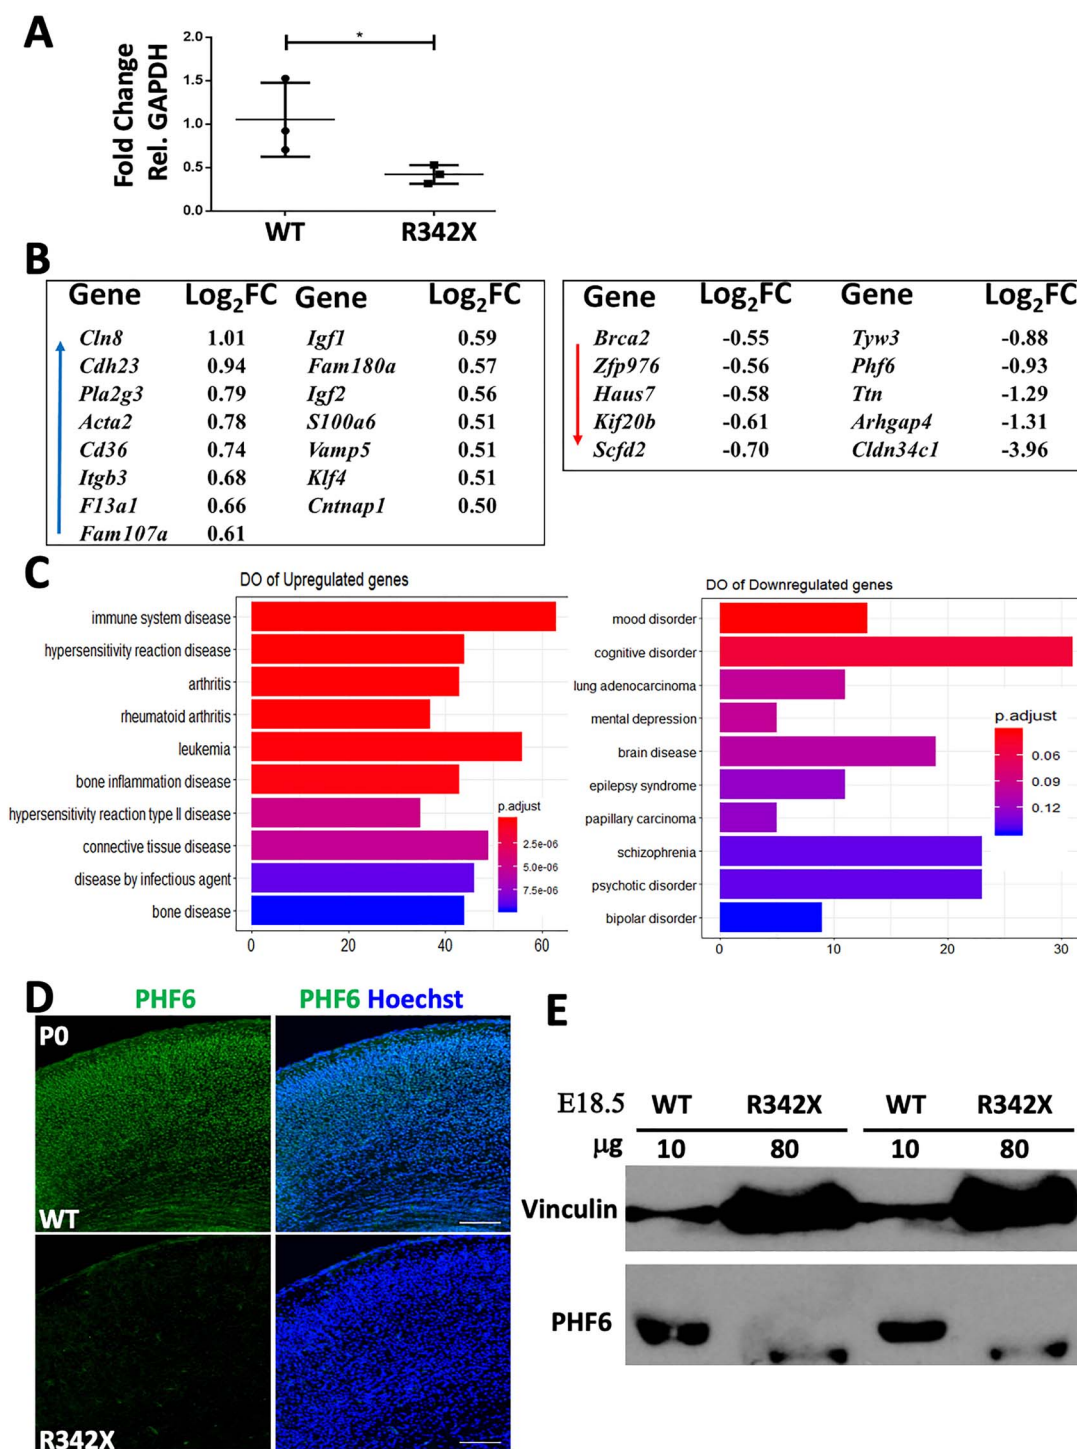 A
2.0
*
1.5
1.0
0.5
0.0
Fold Change
Rel. GAPDH
WT R342X
B
Gene Log2FC Gene Log2FC
Cln8 1.01 Igf1 0.59
Cdh23 0.94 Fam180a 0.57
Pla2g3 0.79 Igf2 0.56
Acta2 0.78 S100a6 0.51
Cd36 0.74 Vamp5 0.51
Itgb3 0.68 Klf4 0.51
F13a1 0.66 Cntnap1 0.50
Fam107a 0.61
Gene Log2FC Gene Log2FC
Brca2 -0.55 Tyw3 -0.88
Zfp976 -0.56 Phf6 -0.93
Haus7 -0.58 Ttn -1.29
Kif20b -0.61 Arhgap4 -1.31
Scfd2 -0.70 Cldn34c1 -3.96
C
DO of Upregulated genes
immune system disease
hypersensitivity reaction disease
arthritis
rheumatoid arthritis
leukemia
bone inflammation disease
hypersensitivity reaction type II disease
connective tissue disease
disease by infectious agent
bone disease
p.adjust
2.5e-06
5.0e-06
7.5e-06
0 20 40 60
DO of Downregulated genes
mood disorder
cognitive disorder
lung adenocarcinoma
mental depression
brain disease
epilepsy syndrome
papillary carcinoma
schizophrenia
psychotic disorder
bipolar disorder
p.adjust
0.06
0.09
0.12
0 10 20 30
D
PHF6 PHF6 Hoechst
P0
WT
R342X
E
E18.5 WT R342X WT R342X
µg 10 80 10 80
Vinculin
PHF6